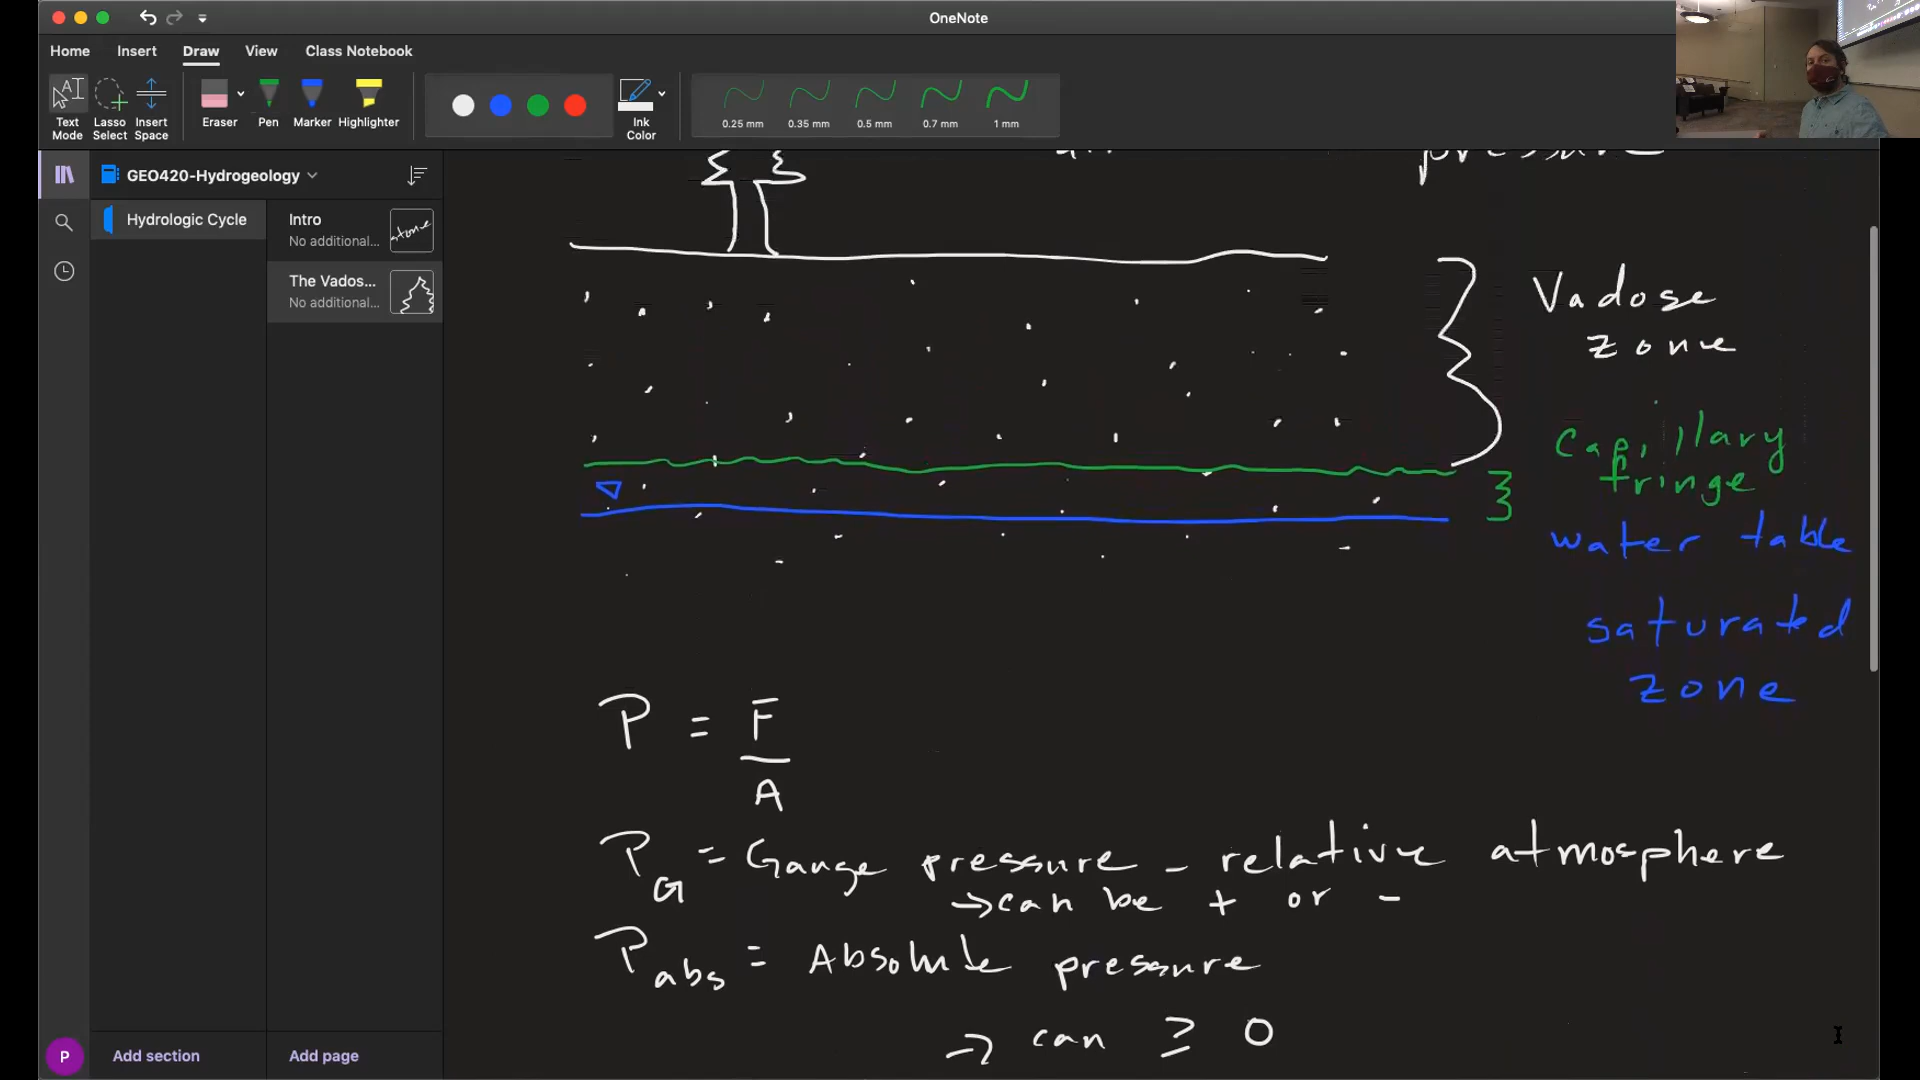 OneNote
Home Insert Draw View Class Notebook
Text Mode
Lasso Select
Insert Space
Eraser
Pen
Marker
Highlighter
Ink Color
0.25 mm
0.35 mm
0.5 mm
0.7 mm
1 mm
GEO420-Hydrogeology
Hydrologic Cycle
Intro
No additional...
The Vados...
No additional...
pressure
Vadose
zone
Capillary
fringe
water table
saturated
zone
P = F
A
P_G = Gauge pressure - relative atmosphere
→ can be + or -
P_abs = Absolute pressure
→ can ≥ 0
P
Add section
Add page